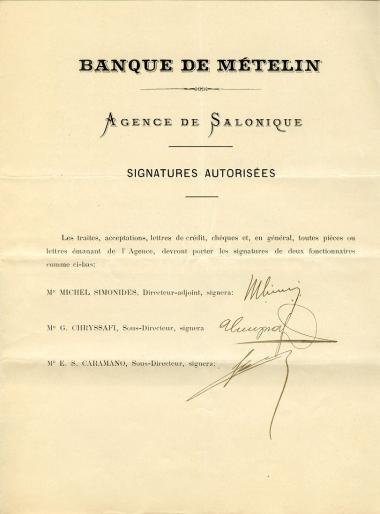 BANQUE DE MÉTELIN
AGENCE DE SALONIQUE
SIGNATURES AUTORISÉES
Les traites, acceptations, lettres de crédit, chéques et, en général, toutes pièces ou
lettres émanant de l'Agence, devront porter les signatures de deux fonctionnaires
comme ci-bas:
Mr MICHEL SIMONIDES, Directeur-adjoint, signera:
Mr G. CHRYSSAFI, Sous-Directeur, signera
Mr E. S. CARAMANO, Sous-Directeur, signera: